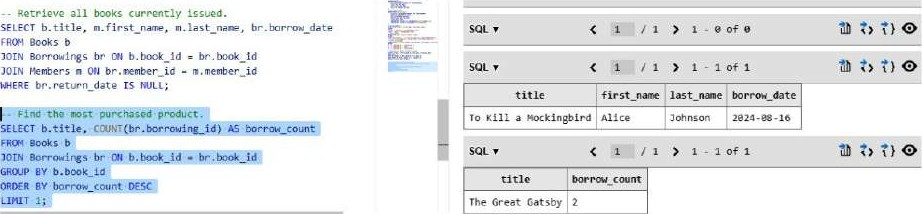 -- Retrieve all books currently issued.
SELECT b.title, m.first_name, m.last_name, br.borrow_date
FROM Books b
JOIN Borrowings br ON b.book_id = br.book_id
JOIN Members m ON br.member_id = m.member_id
WHERE br.return_date IS NULL;
-- Find the most purchased product.
SELECT b.title, COUNT(br.borrowing_id) AS borrow_count
FROM Books b
JOIN Borrowings br ON b.book_id = br.book_id
GROUP BY b.book_id
ORDER BY borrow_count DESC
LIMIT 1;
SQL ▼ < 1 / 1 > 1 - 0 of 0
SQL ▼ < 1 / 1 > 1 - 1 of 1
title first_name last_name borrow_date
To Kill a Mockingbird Alice Johnson 2024-08-16
SQL ▼ < 1 / 1 > 1 - 1 of 1
title borrow_count
The Great Gatsby 2